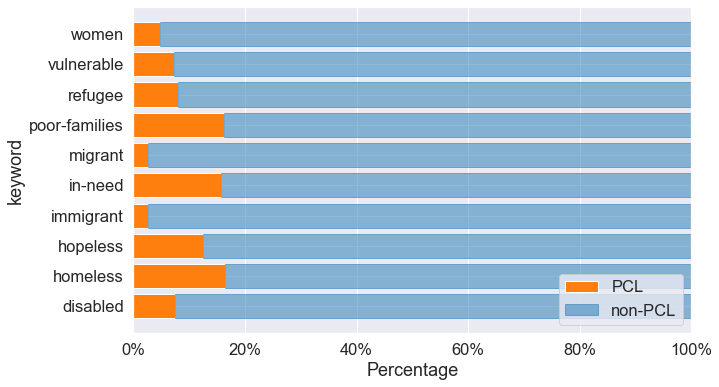 keyword
women
vulnerable
refugee
poor-families
migrant
in-need
immigrant
hopeless
homeless
disabled
PCL
non-PCL
0% 20% 40% 60% 80% 100%
Percentage